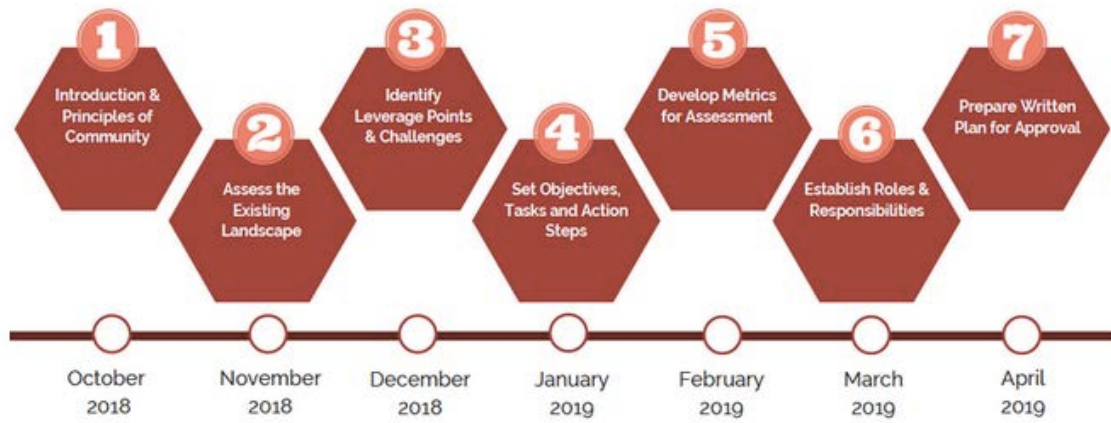 1
Introduction &
Principles of
Community
2
Assess the
Existing
Landscape
3
Identify
Leverage Points
& Challenges
4
Set Objectives,
Tasks and Action
Steps
5
Develop Metrics
for Assessment
6
Establish Roles &
Responsibilities
7
Prepare Written
Plan for Approval
October
2018
November
2018
December
2018
January
2019
February
2019
March
2019
April
2019